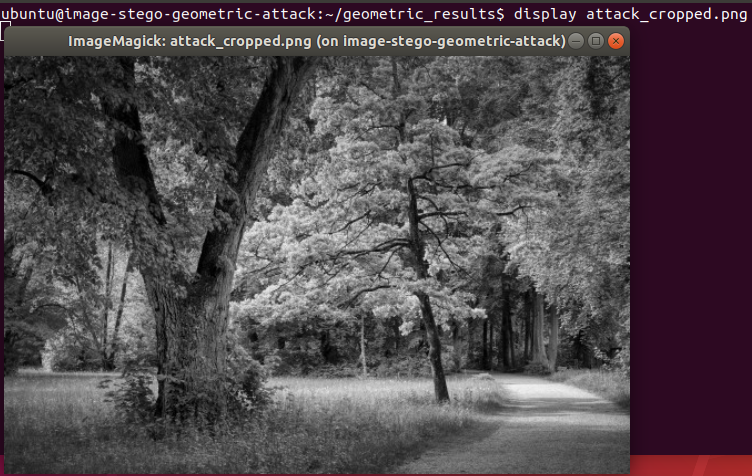 ubuntu@image-stego-geometric-attack:~/geometric_results$ display attack_cropped.png
ImageMagick: attack_cropped.png (on image-stego-geometric-attack)